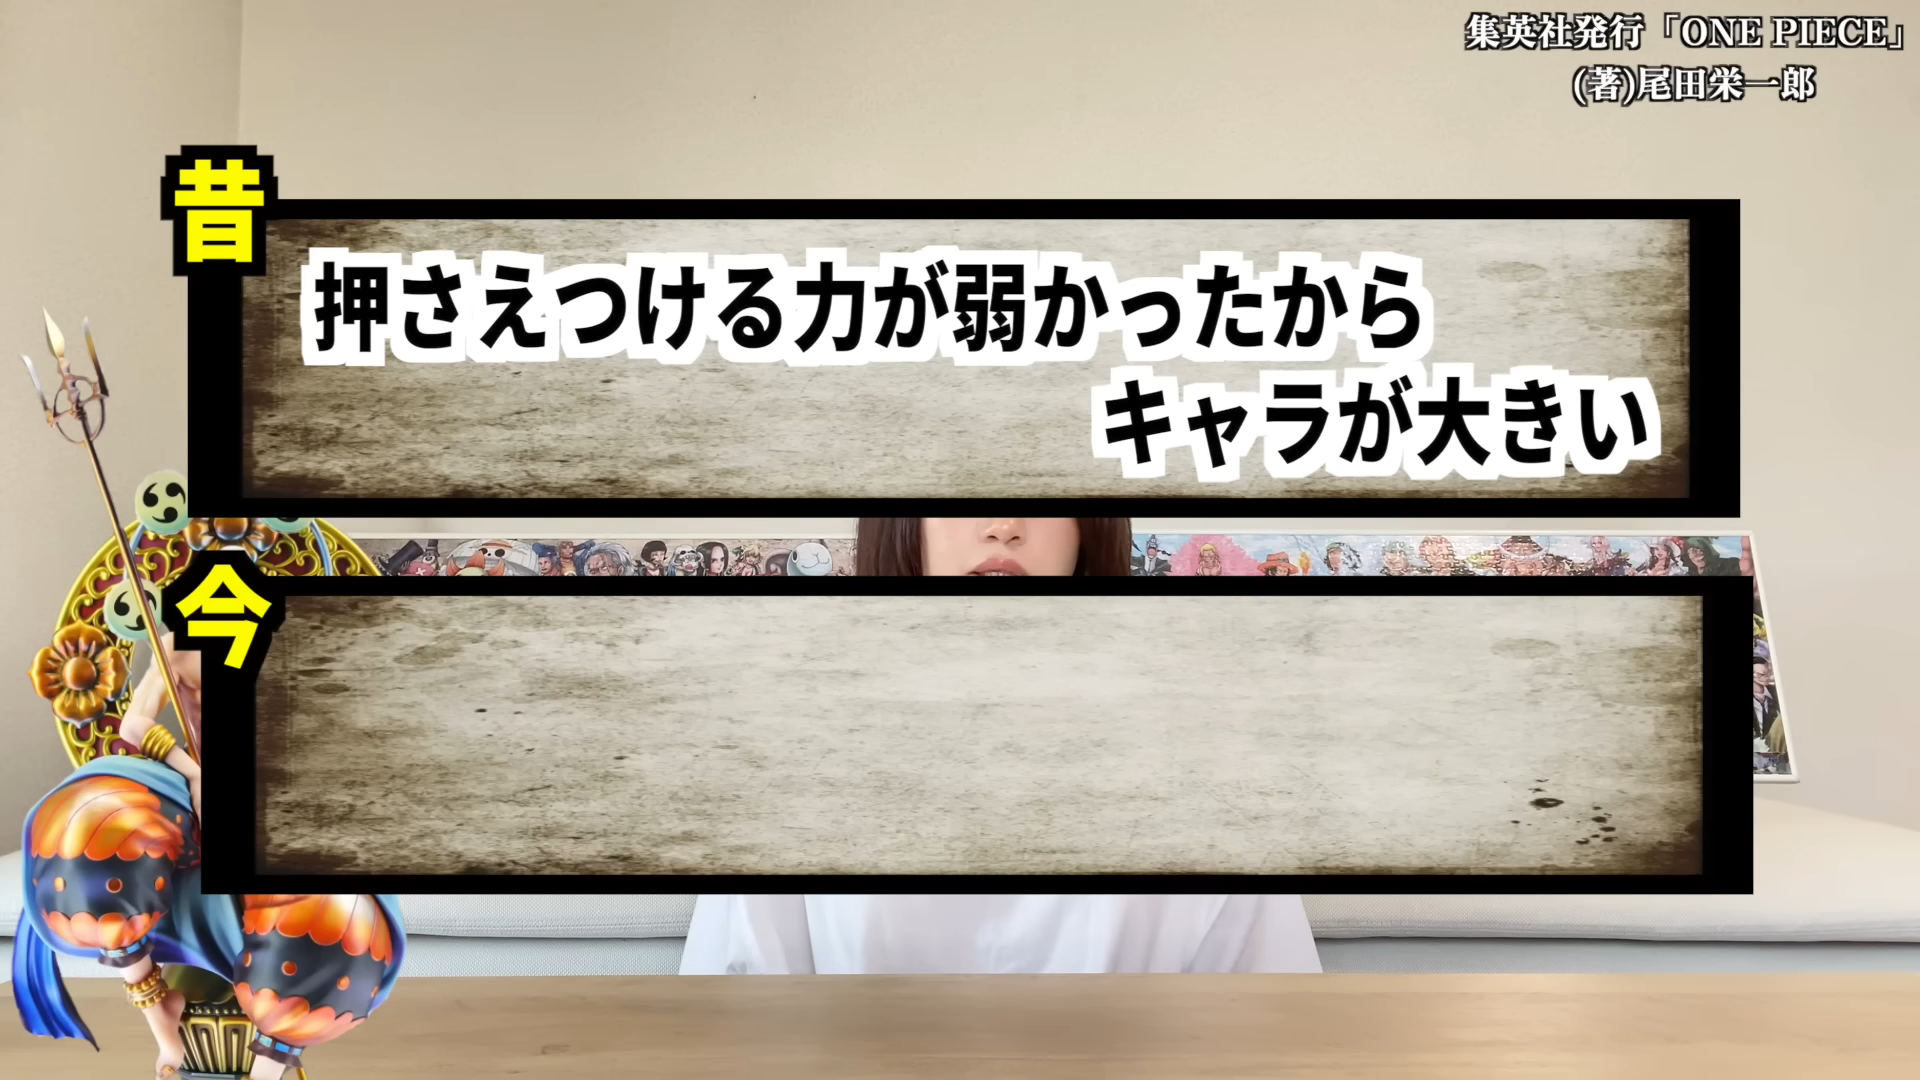 集英社発行「ONE PIECE」
(著)尾田栄一郎
昔
押さえつける力が弱かったから
キャラが大きい
今